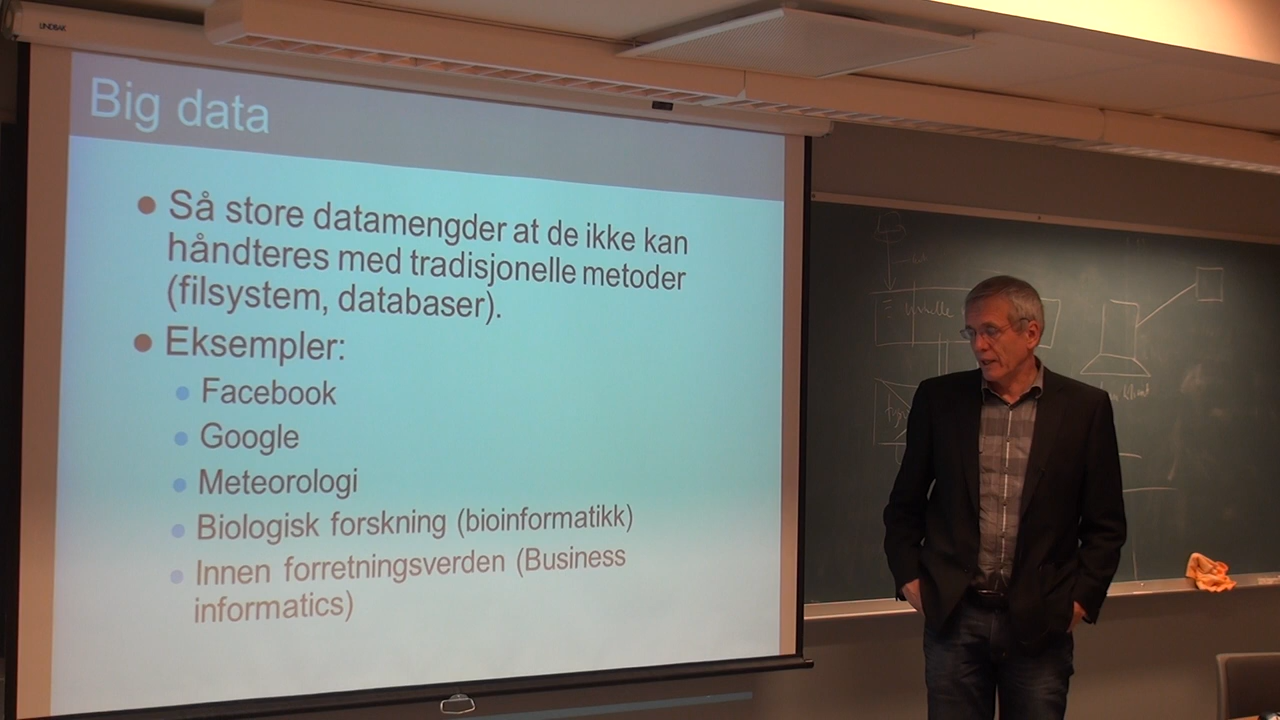 LINDBAK
Big data
Så store datamengder at de ikke kan
håndteres med tradisjonelle metoder
(filsystem, databaser).
Eksempler:
Facebook
Google
Meteorologi
Biologisk forskning (bioinformatikk)
Innen forretningsverden (Business
informatics)